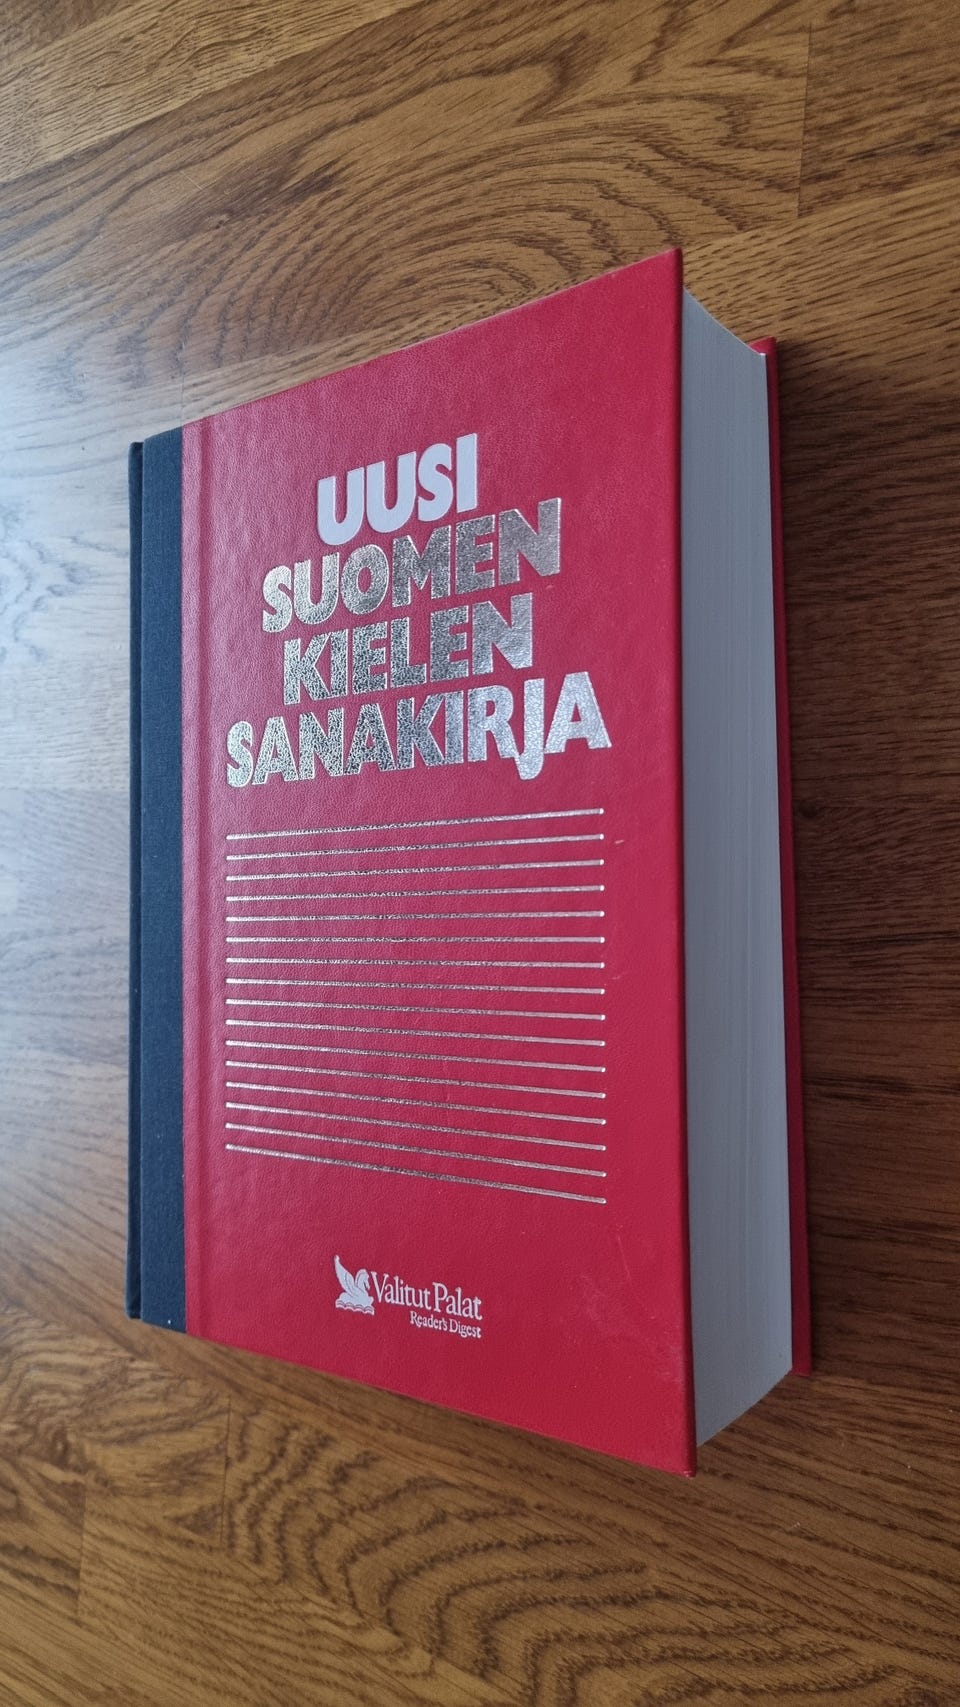 UUSI
SUOMEN
KIELEN
SANAKIRJA
Valitut Palat
Reader's Digest